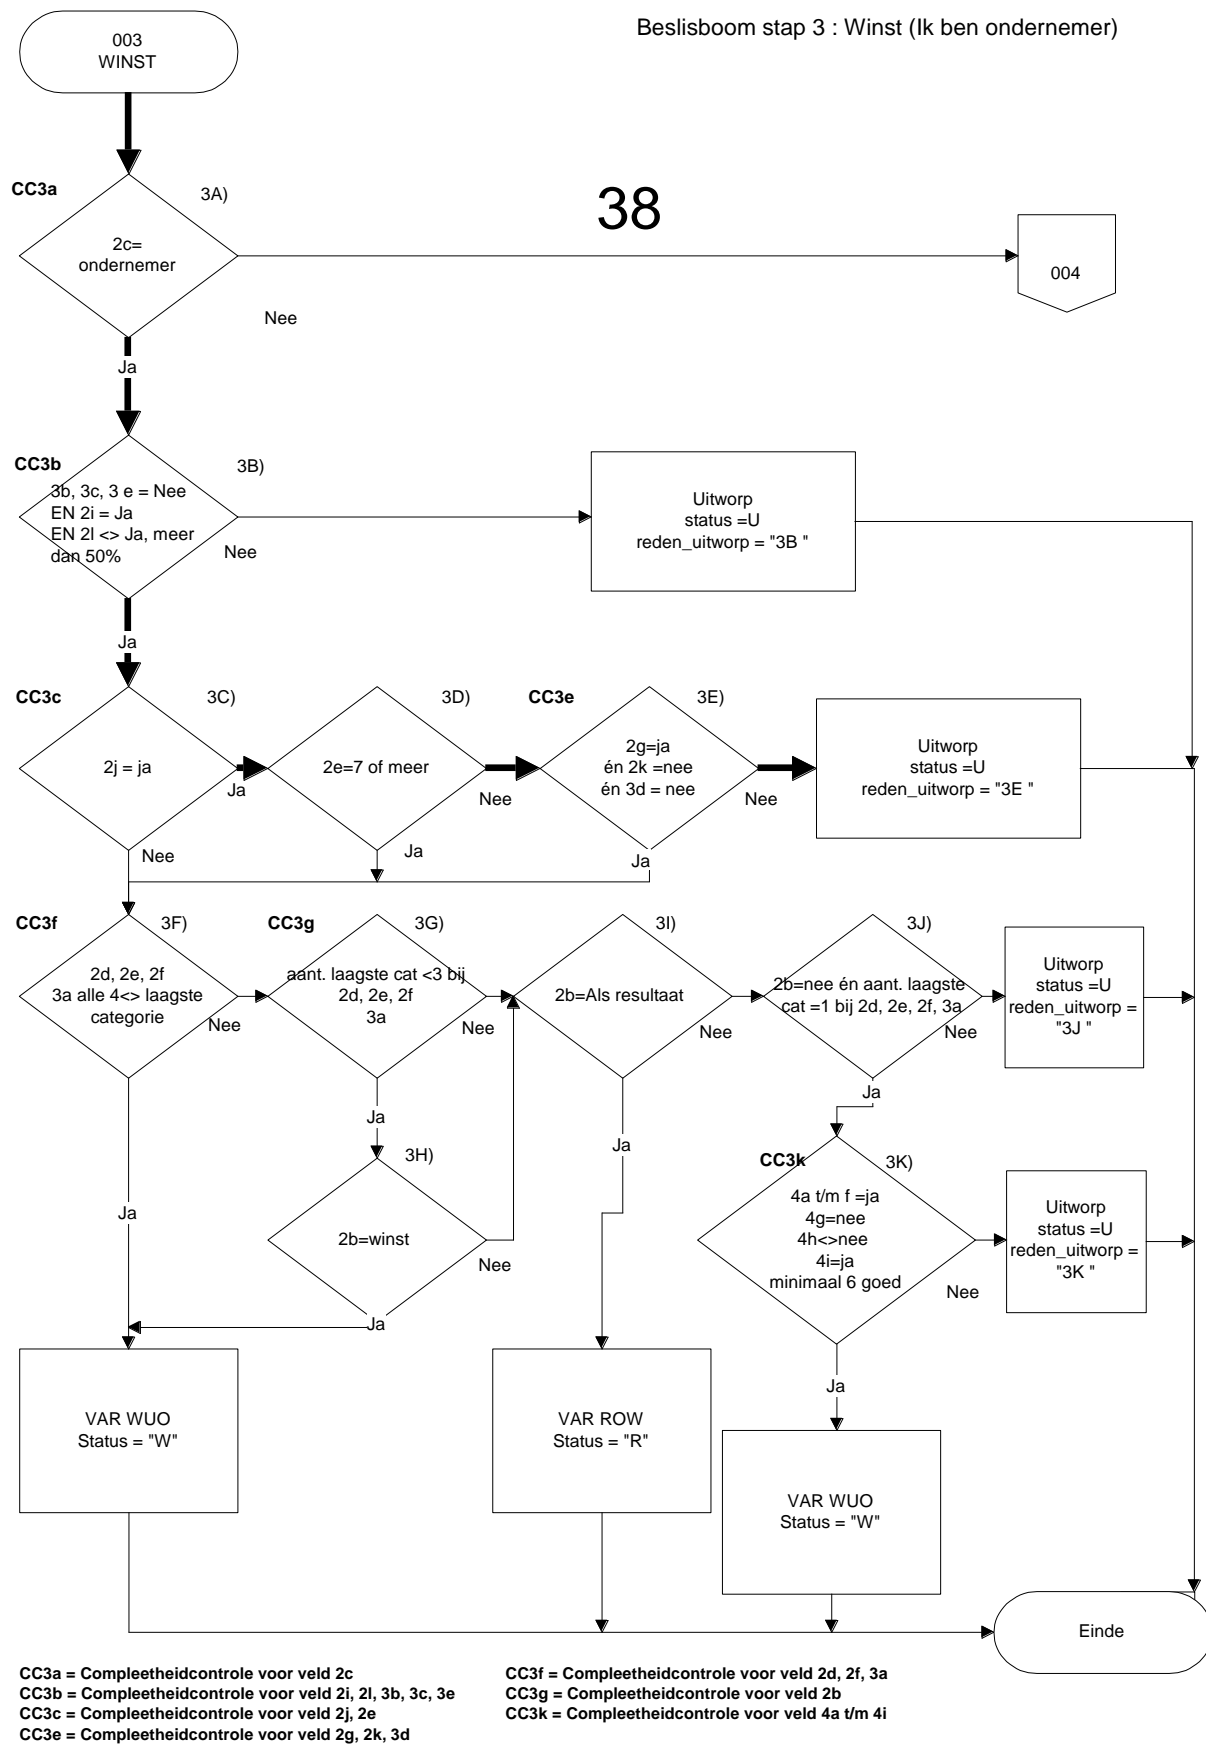 Beslisboom stap 3 : Winst (Ik ben ondernemer)
003
WINST
CC3a
3A)
38
2c=
ondernemer
004
Nee
Ja
CC3b
3B)
3b, 3c, 3 e = Nee
EN 2i = Ja
EN 2l <> Ja, meer
dan 50%
Nee
Uitworp
status =U
reden_uitworp = "3B "
Ja
CC3c
3C)
2j = ja
Ja
Nee
3D)
2e=7 of meer
Nee
Ja
CC3e
3E)
2g=ja
én 2k =nee
én 3d = nee
Nee
Ja
Uitworp
status =U
reden_uitworp = "3E "
CC3f
3F)
2d, 2e, 2f
3a alle 4<> laagste
categorie
Nee
Ja
CC3g
3G)
aant. laagste cat <3 bij
2d, 2e, 2f
3a
Nee
Ja
3I)
2b=Als resultaat
Nee
Ja
3J)
2b=nee én aant. laagste
cat =1 bij 2d, 2e, 2f, 3a
Nee
Ja
Uitworp
status =U
reden_uitworp =
"3J "
3H)
2b=winst
Nee
Ja
CC3k
3K)
4a t/m f =ja
4g=nee
4h<>nee
4i=ja
minimaal 6 goed
Nee
Ja
Uitworp
status =U
reden_uitworp =
"3K "
VAR WUO
Status = "W"
VAR ROW
Status = "R"
VAR WUO
Status = "W"
Einde
CC3a = Compleetheidcontrole voor veld 2c
CC3b = Compleetheidcontrole voor veld 2i, 2l, 3b, 3c, 3e
CC3c = Compleetheidcontrole voor veld 2j, 2e
CC3e = Compleetheidcontrole voor veld 2g, 2k, 3d
CC3f = Compleetheidcontrole voor veld 2d, 2f, 3a
CC3g = Compleetheidcontrole voor veld 2b
CC3k = Compleetheidcontrole voor veld 4a t/m 4i